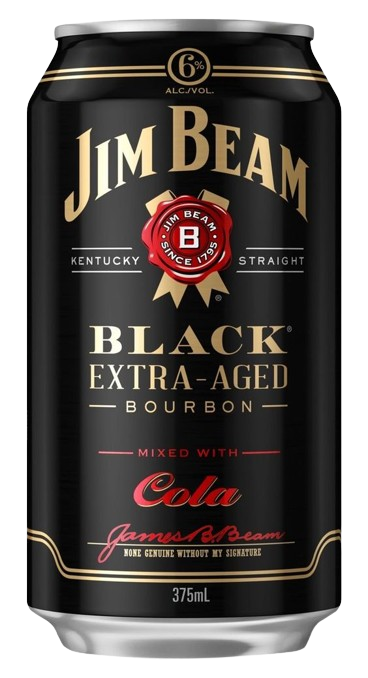 6%
ALC./VOL.
JIM BEAM
JIM BEAM
B
SINCE 1795
KENTUCKY STRAIGHT
®
BLACK®
EXTRA-AGED
BOURBON
MIXED WITH
Cola
James B. Beam
NONE GENUINE WITHOUT MY SIGNATURE
375mL